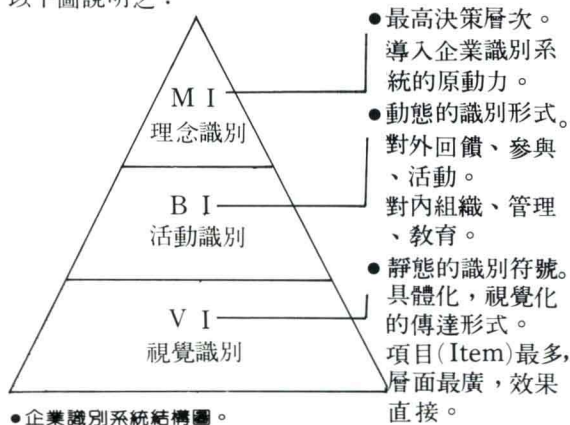 以下圖說明之：
M I
理念識別
B I
活動識別
V I
視覺識別
●最高決策層次。
導入企業識別系
統的原動力。
●動態的識別形式。
對外回饋、參與
、活動。
對內組織、管理
、教育。
●靜態的識別符號。
具體化，視覺化
的傳達形式。
項目(Item)最多，
層面最廣，效果
直接。
●企業識別系統結構圖。